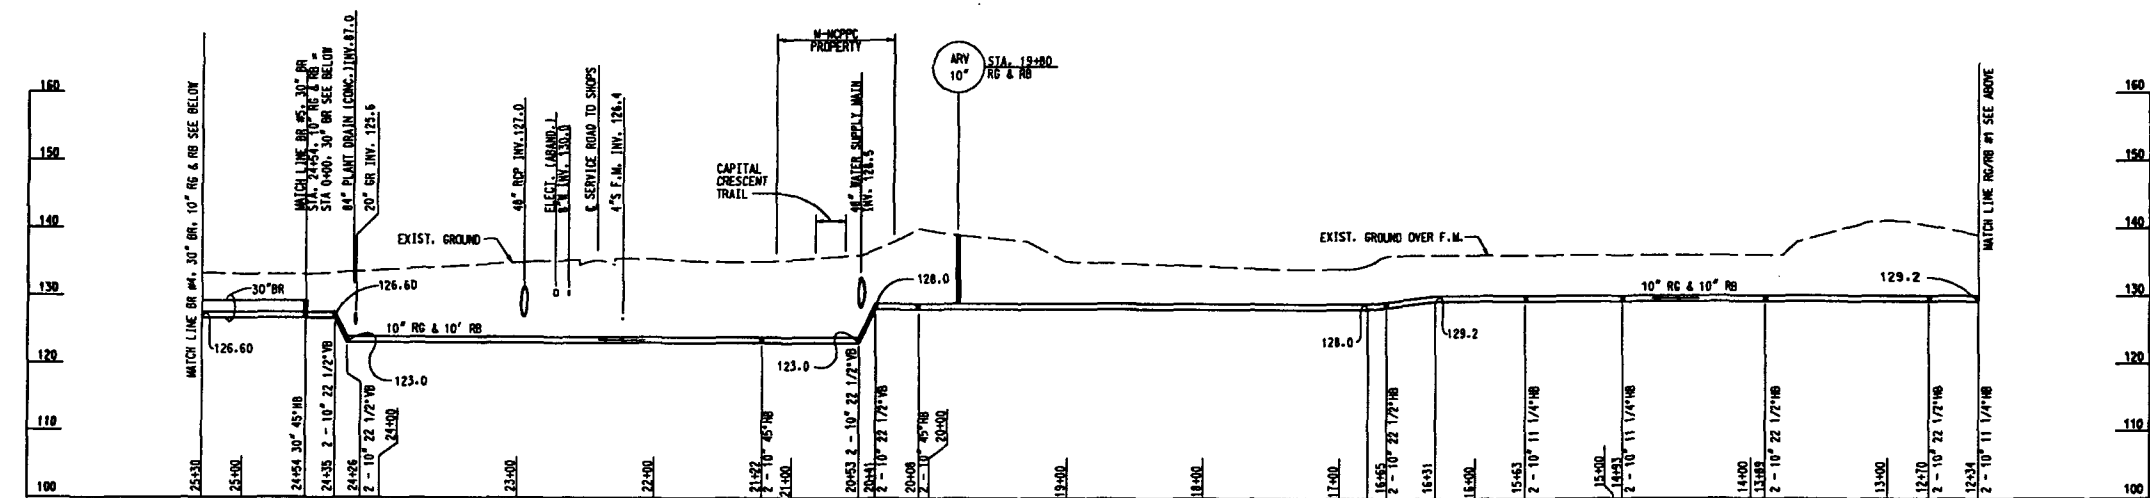 160
150
140
130
120
110
100
MATCH LINE BR #4, 30" BR, 10" RG & RB SEE BELOW
MATCH LINE BR #5, 30" BR
STA. 24+54, 10" RG & RB =
STA 0+00, 30" BR SEE BELOW
84" PLANT DRAIN (CONC.) INV. 87.0
20" GR INV. 125.6
48" RCP INV. 127.0
ELECT. (ABAND.)
8"W INV. 130.0
℄ SERVICE ROAD TO SHOPS
4"S F.M. INV. 126.4
M-NCPPC
PROPERTY
CAPITAL
CRESCENT
TRAIL
48" WATER SUPPLY MAIN
INV. 128.5
ARV
10"
STA. 19+80
RG & RB
EXIST. GROUND
EXIST. GROUND OVER F.M.
30"BR
126.60
126.60
10" RG & 10' RB
123.0
123.0
128.0
128.0
129.2
10" RG & 10" RB
129.2
MATCH LINE RG/RB #1 SEE ABOVE
160
150
140
130
120
110
100
25+30
25+00
24+54 30" 45°HB
24+35 2 - 10" 22 1/2°VB
24+26
2 - 10" 22 1/2°VB
24+00
23+00
22+00
21+22
2 - 10" 45°HB
21+00
20+53 2 - 10" 22 1/2°VB
20+41
2 - 10" 22 1/2°VB
20+08
2 - 10" 45°HB
20+00
19+00
18+00
17+00
16+65
2 - 10" 22 1/2°HB
16+31
16+00
15+63
2 - 10" 11 1/4°HB
15+00
14+93
2 - 10" 11 1/4°HB
14+00
13+89
2 - 10" 22 1/2°HB
13+00
12+70
2 - 10" 22 1/2°HB
12+34
2 - 10" 11 1/4°HB